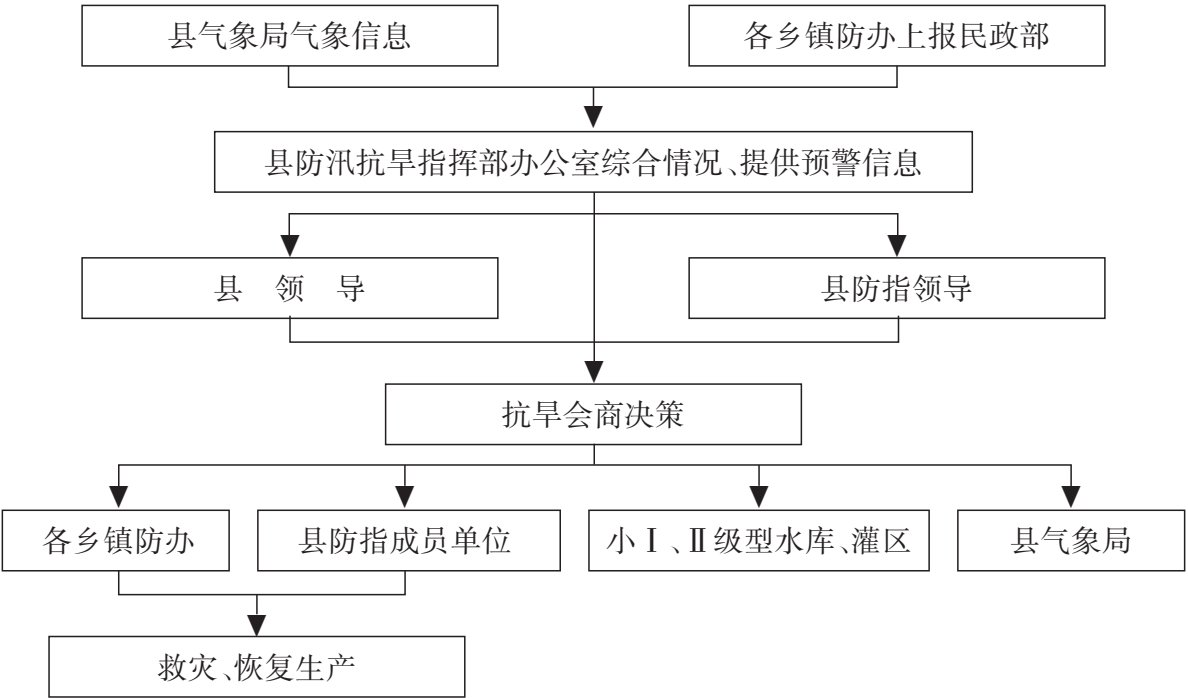 县气象局气象信息
各乡镇防办上报民政部
县防汛抗旱指挥部办公室综合情况、提供预警信息
县 领 导
县防指领导
抗旱会商决策
各乡镇防办
县防指成员单位
小Ⅰ、Ⅱ级型水库、灌区
县气象局
救灾、恢复生产